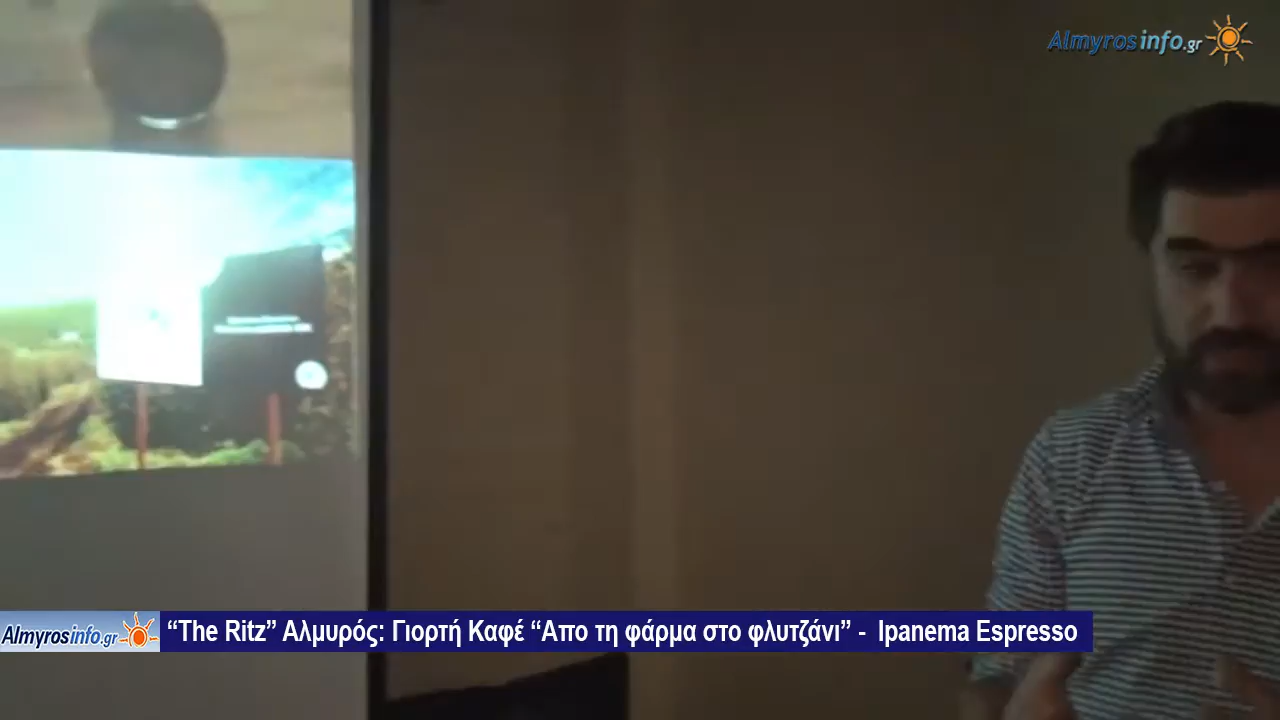 Almyrosinfo.gr
Almyrosinfo.gr
“The Ritz” Αλμυρός: Γιορτή Καφέ “Απο τη φάρμα στο φλυτζάνι” - Ipanema Espresso